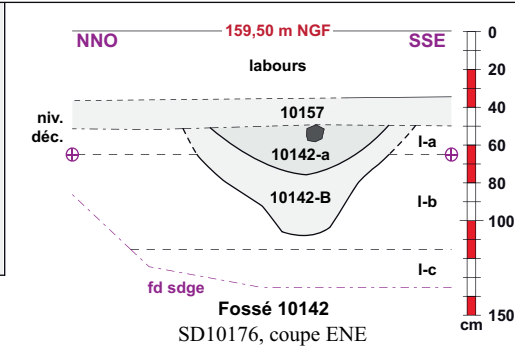 159,50 m NGF
NNO
SSE
labours
niv.
déc.
10157
10142-a
10142-B
I-a
I-b
I-c
fd sdge
0
20
40
60
80
100
150
cm
Fossé 10142
SD10176, coupe ENE